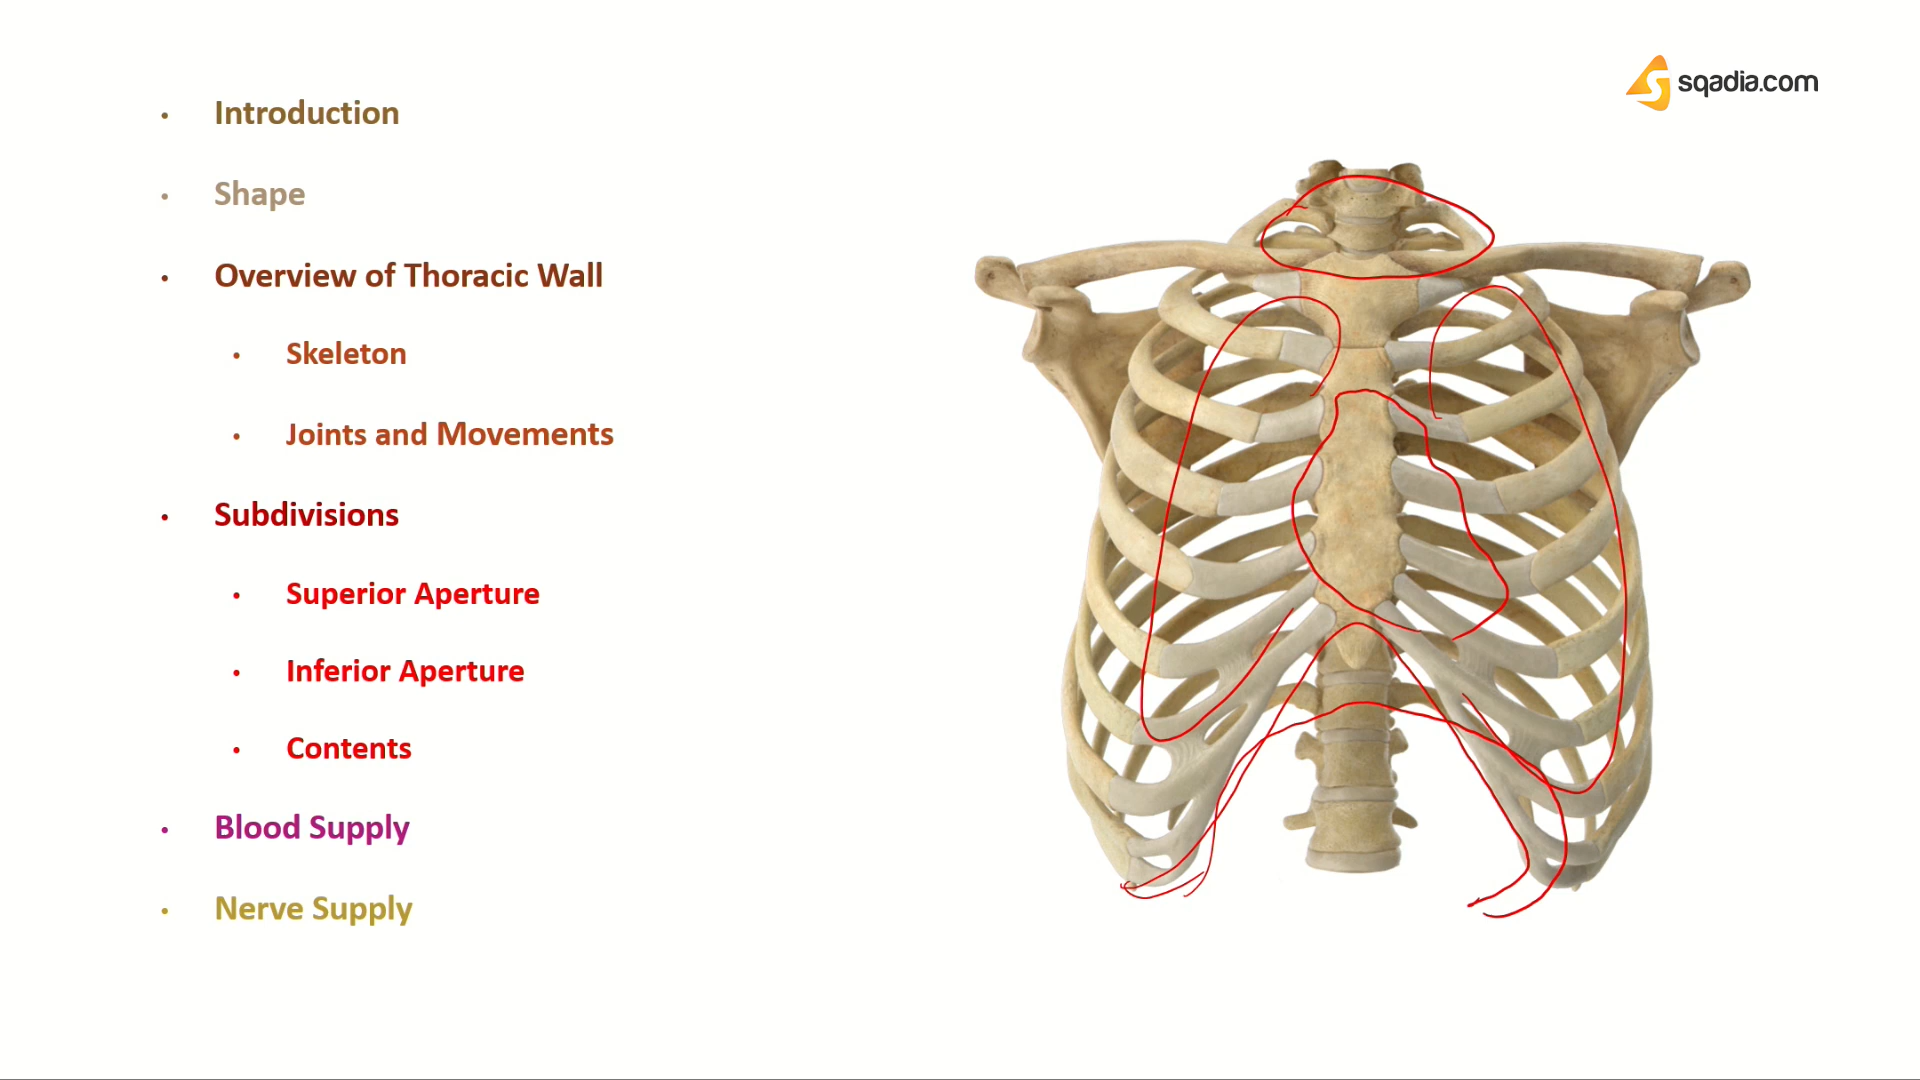 sqadia.com
Introduction
Shape
Overview of Thoracic Wall
Skeleton
Joints and Movements
Subdivisions
Superior Aperture
Inferior Aperture
Contents
Blood Supply
Nerve Supply